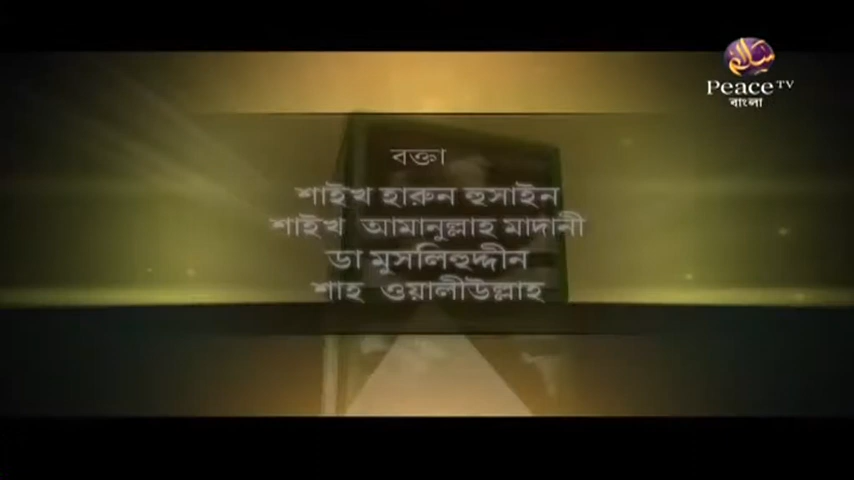 Peace TV
বাংলা
বক্তা
শাইখ হারুন হুসাইন
শাইখ আমানুল্লাহ মাদানী
ডা মুসলিহুদ্দীন
শাহ ওয়ালীউল্লাহ